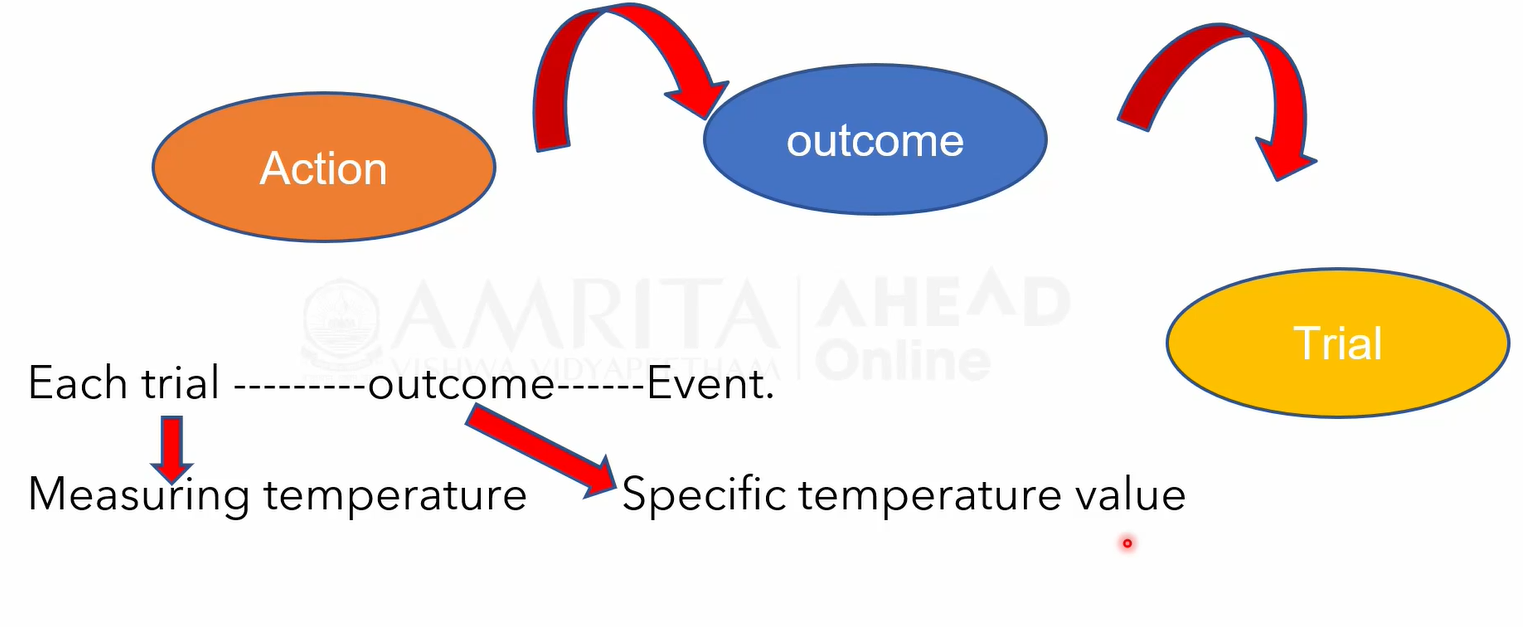 Action
outcome
Trial
AMRITA
VISHWA VIDYAPEETHAM
AHEAD
Online
Each trial ---------outcome------Event.
Measuring temperature
Specific temperature value